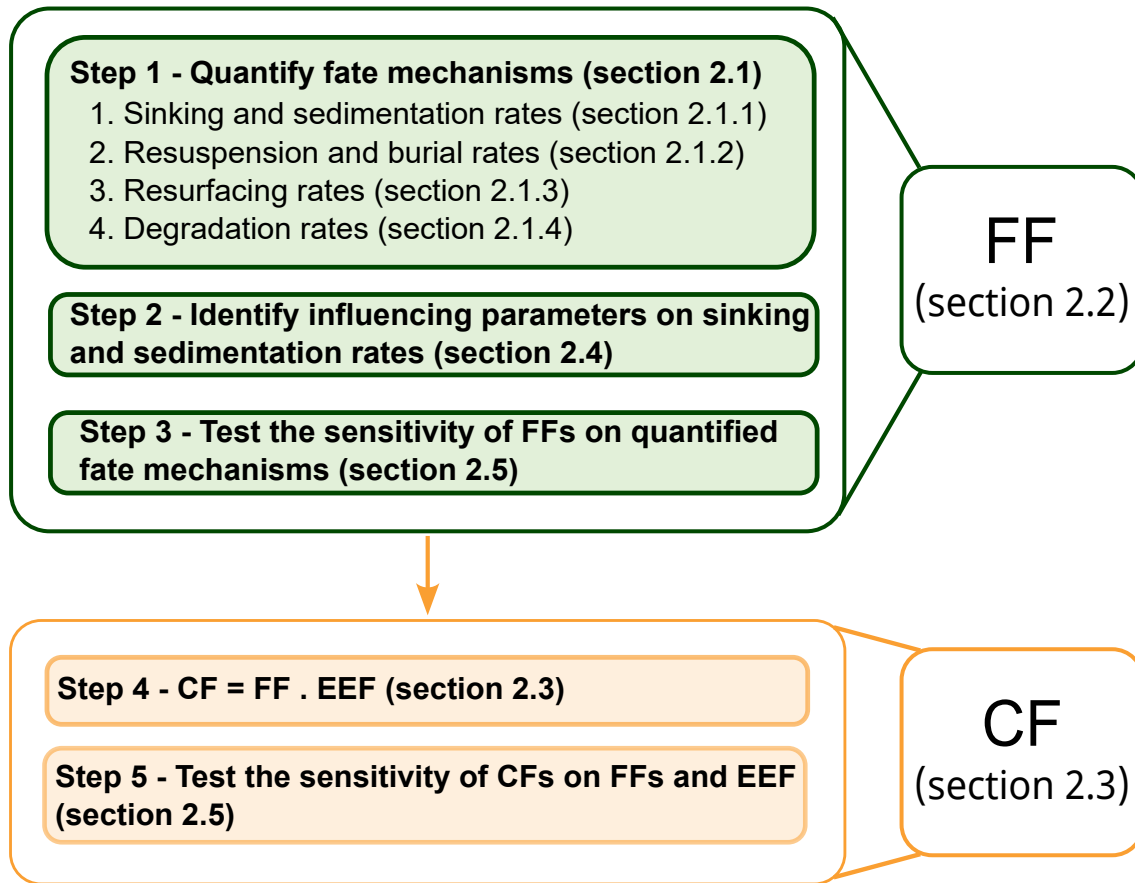 Step 1 - Quantify fate mechanisms (section 2.1)
1. Sinking and sedimentation rates (section 2.1.1)
2. Resuspension and burial rates (section 2.1.2)
3. Resurfacing rates (section 2.1.3)
4. Degradation rates (section 2.1.4)
Step 2 - Identify influencing parameters on sinking
and sedimentation rates (section 2.4)
Step 3 - Test the sensitivity of FFs on quantified
fate mechanisms (section 2.5)
FF
(section 2.2)
Step 4 - CF = FF . EEF (section 2.3)
Step 5 - Test the sensitivity of CFs on FFs and EEF
(section 2.5)
CF
(section 2.3)